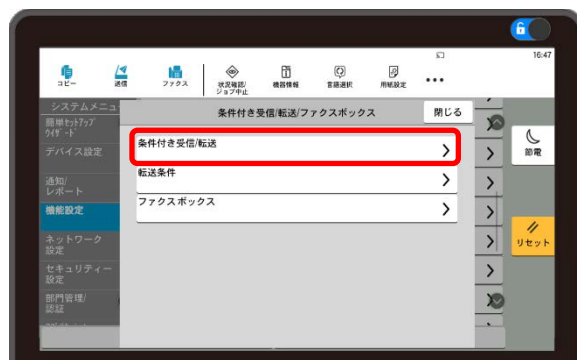 6
16:47
コピー
送信
ファクス
状況確認/
ジョブ中止
機器情報
言語選択
用紙設定
システムメニュ
条件付き受信/転送/ファクスボックス
閉じる
簡単ｾｯﾄｱｯﾌﾟ
ｳｨｻﾞｰﾄﾞ
条件付き受信/転送
節電
デバイス設定
転送条件
通知/
レポート
ファクスボックス
機能設定
リセット
ネットワーク
設定
セキュリティー
設定
部門管理/
認証